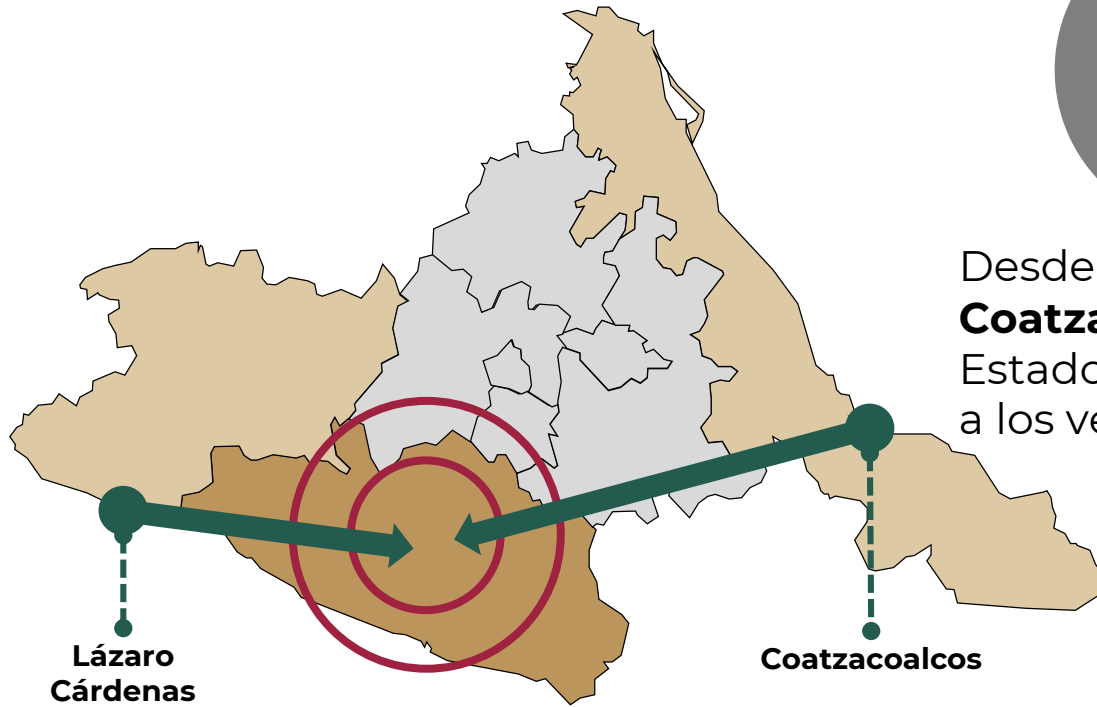 Desde
Coatza
Estado
a los ve
Lázaro
Cárdenas
Coatzacoalcos